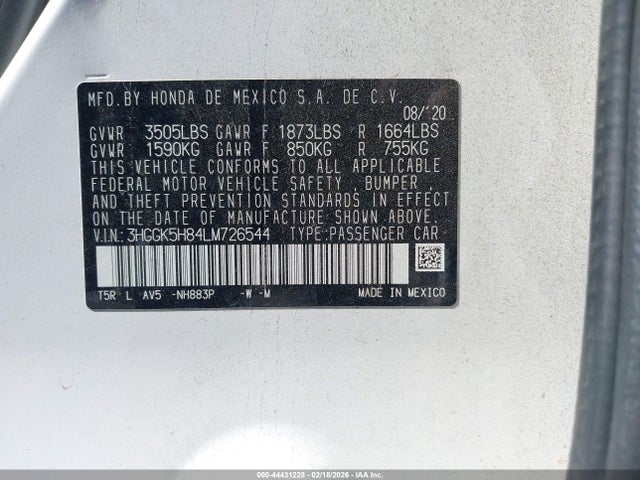 MFD. BY HONDA DE MEXICO S.A. DE C.V.
08/'20
GVWR 3505LBS GAWR F 1873LBS R 1664LBS
GVWR 1590KG GAWR F 850KG R 755KG
THIS VEHICLE CONFORMS TO ALL APPLICABLE
FEDERAL MOTOR VEHICLE SAFETY , BUMPER ,
AND THEFT PREVENTION STANDARDS IN EFFECT
ON THE DATE OF MANUFACTURE SHOWN ABOVE.
V.I.N: 3HGGK5H84LM726544 TYPE:PASSENGER CAR
T5R L AV5 -NH883P -W -M MADE IN MEXICO
000-44431228 - 02/18/2026 - IAAI.COM